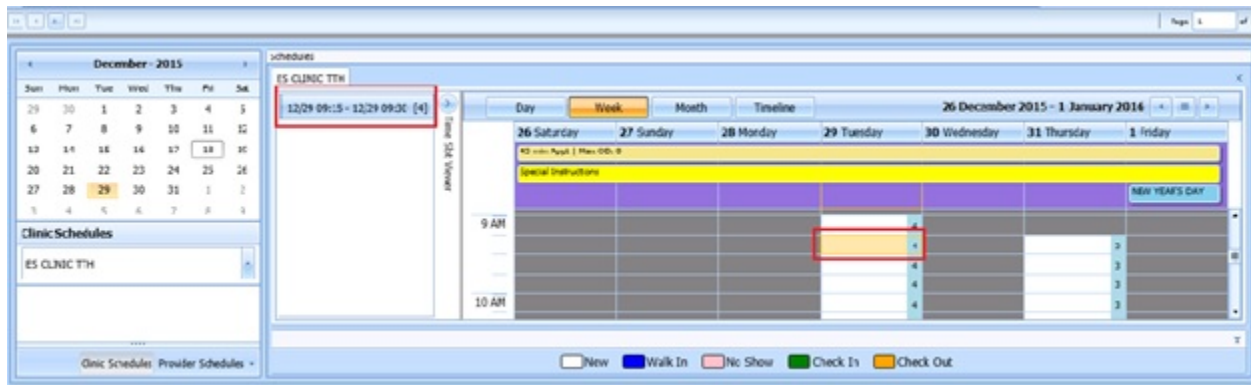 Page 1 of
December - 2015
Sun Mon Tue Wed Thu Fri Sat
29 30 1 2 3 4 5
6 7 8 9 10 11 12
13 14 15 16 17 18
20 21 22 23 24 25 26
27 28 29 30 31 1 2
3 4 5 6 7 8 9
Clinic Schedules
ES CLINIC TTH
Clinic Schedules Provider Schedules
Schedules
ES CLINIC TTH
12/29 09:15 - 12/29 09:30 [4]
Time Slot Viewer
Day Week Month Timeline 26 December 2015 - 1 January 2016
26 Saturday 27 Sunday 28 Monday 29 Tuesday 30 Wednesday 31 Thursday 1 Friday
Special Instructions
NEW YEAR'S DAY
9 AM 4
4 3
4 3
4 3
10 AM 4 3
New Walk In No Show Check In Check Out